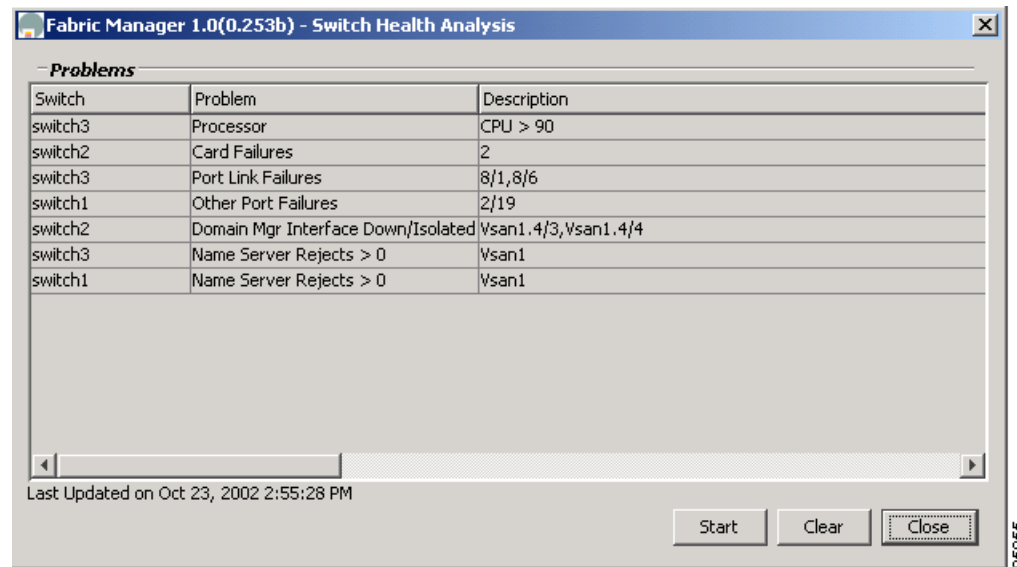 Fabric Manager 1.0(0.253b) - Switch Health Analysis
Problems
Switch Problem Description
switch3 Processor CPU > 90
switch2 Card Failures 2
switch3 Port Link Failures 8/1,8/6
switch1 Other Port Failures 2/19
switch2 Domain Mgr Interface Down/Isolated Vsan1.4/3,Vsan1.4/4
switch3 Name Server Rejects > 0 Vsan1
switch1 Name Server Rejects > 0 Vsan1
Last Updated on Oct 23, 2002 2:55:28 PM
Start Clear Close